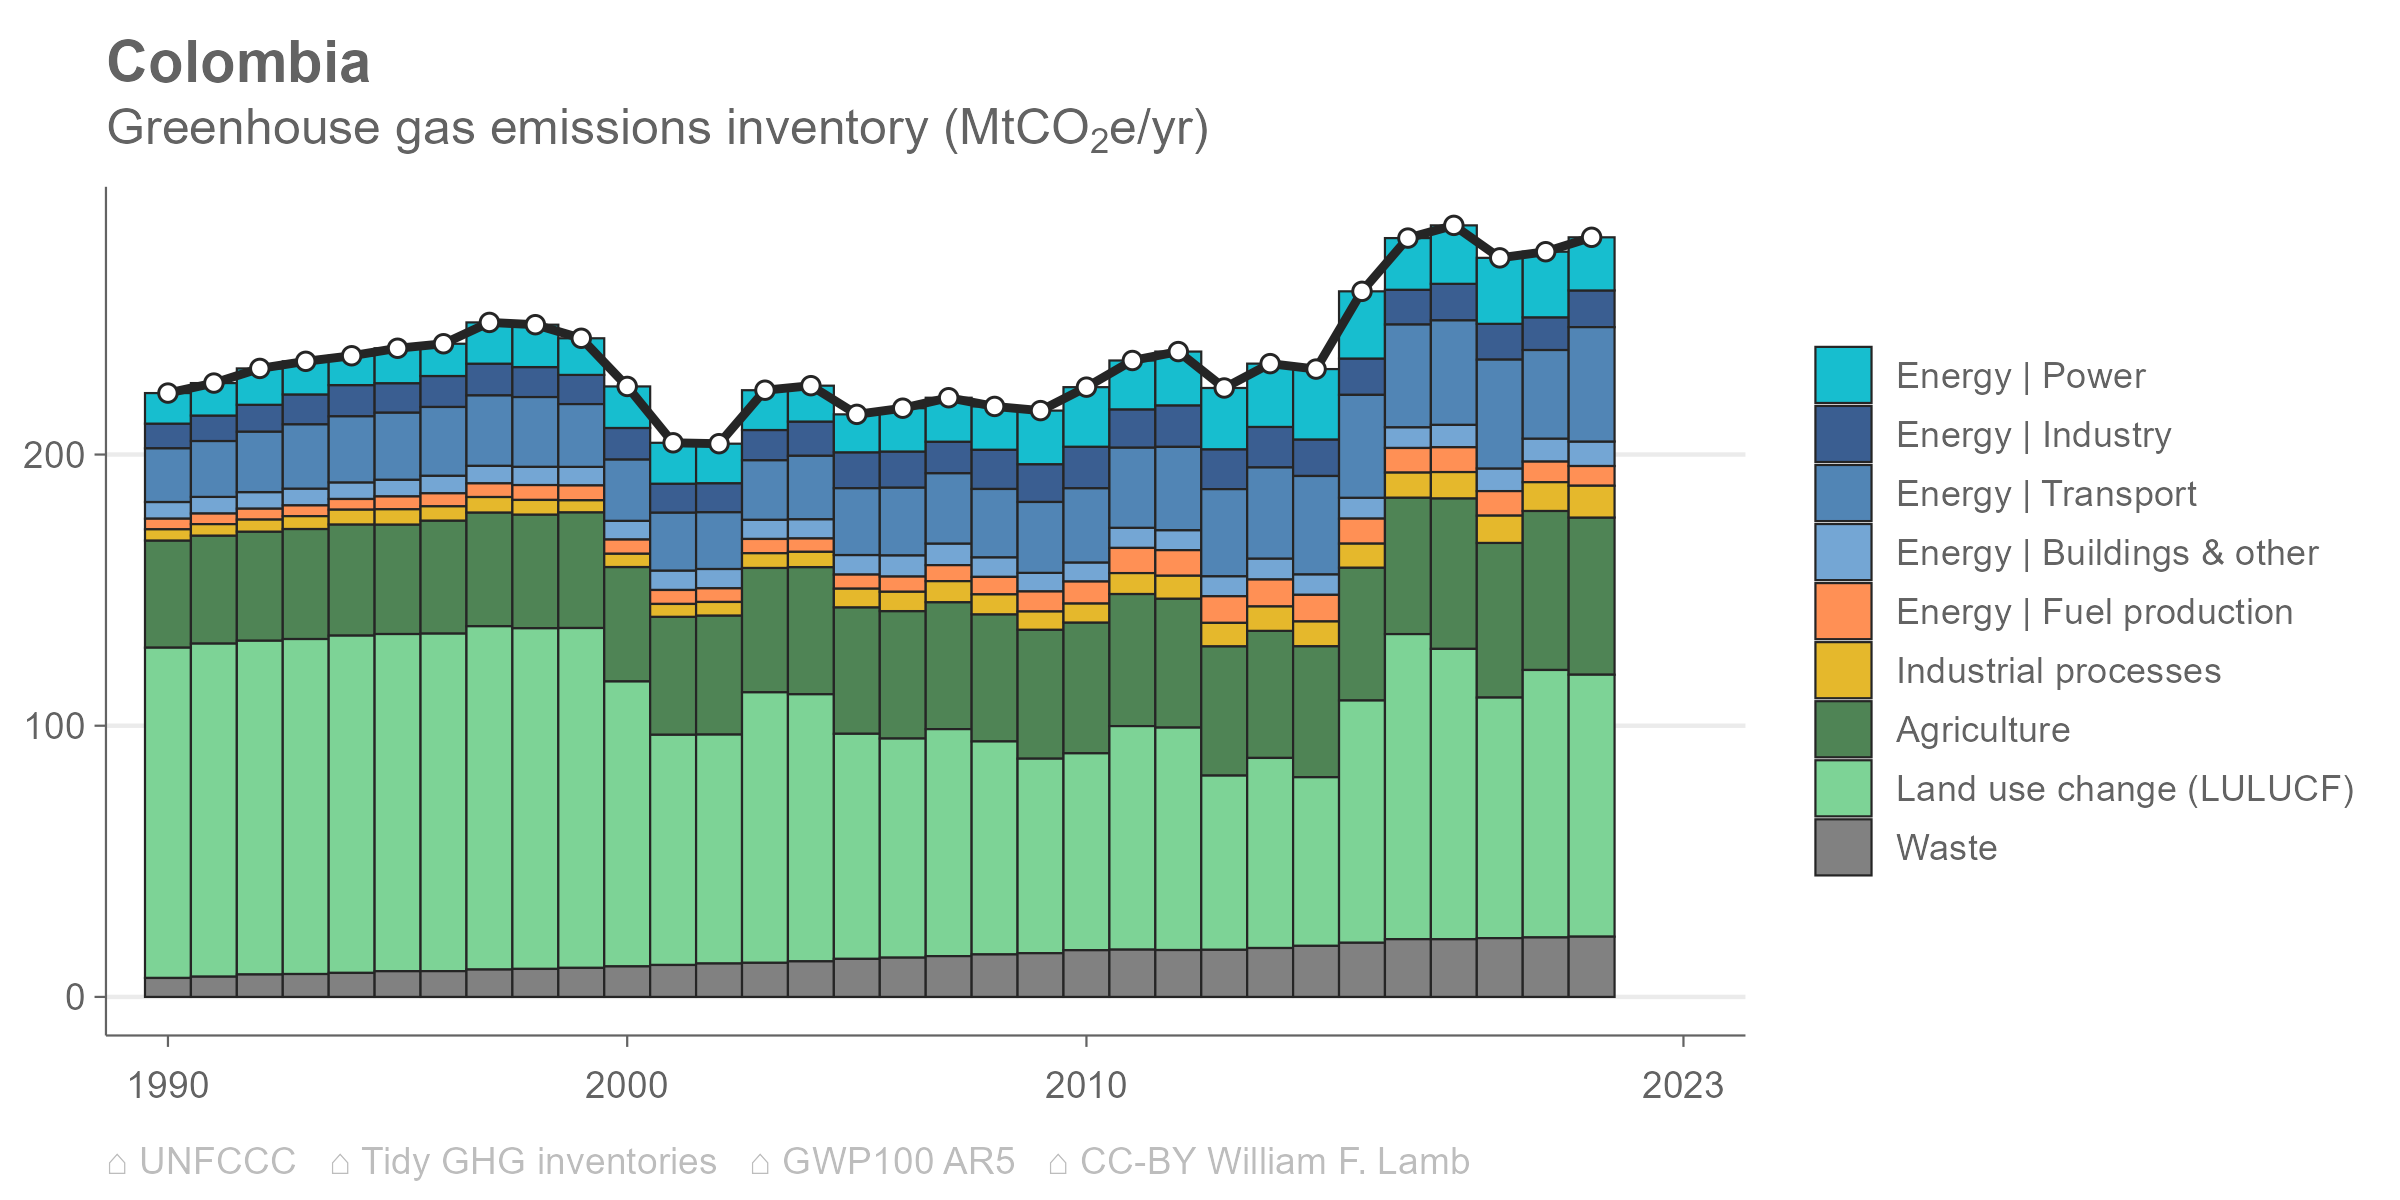 Colombia
Greenhouse gas emissions inventory (MtCO₂e/yr)
200
100
0
1990 2000 2010 2023
Energy | Power
Energy | Industry
Energy | Transport
Energy | Buildings & other
Energy | Fuel production
Industrial processes
Agriculture
Land use change (LULUCF)
Waste
⌂ UNFCCC ⌂ Tidy GHG inventories ⌂ GWP100 AR5 ⌂ CC-BY William F. Lamb